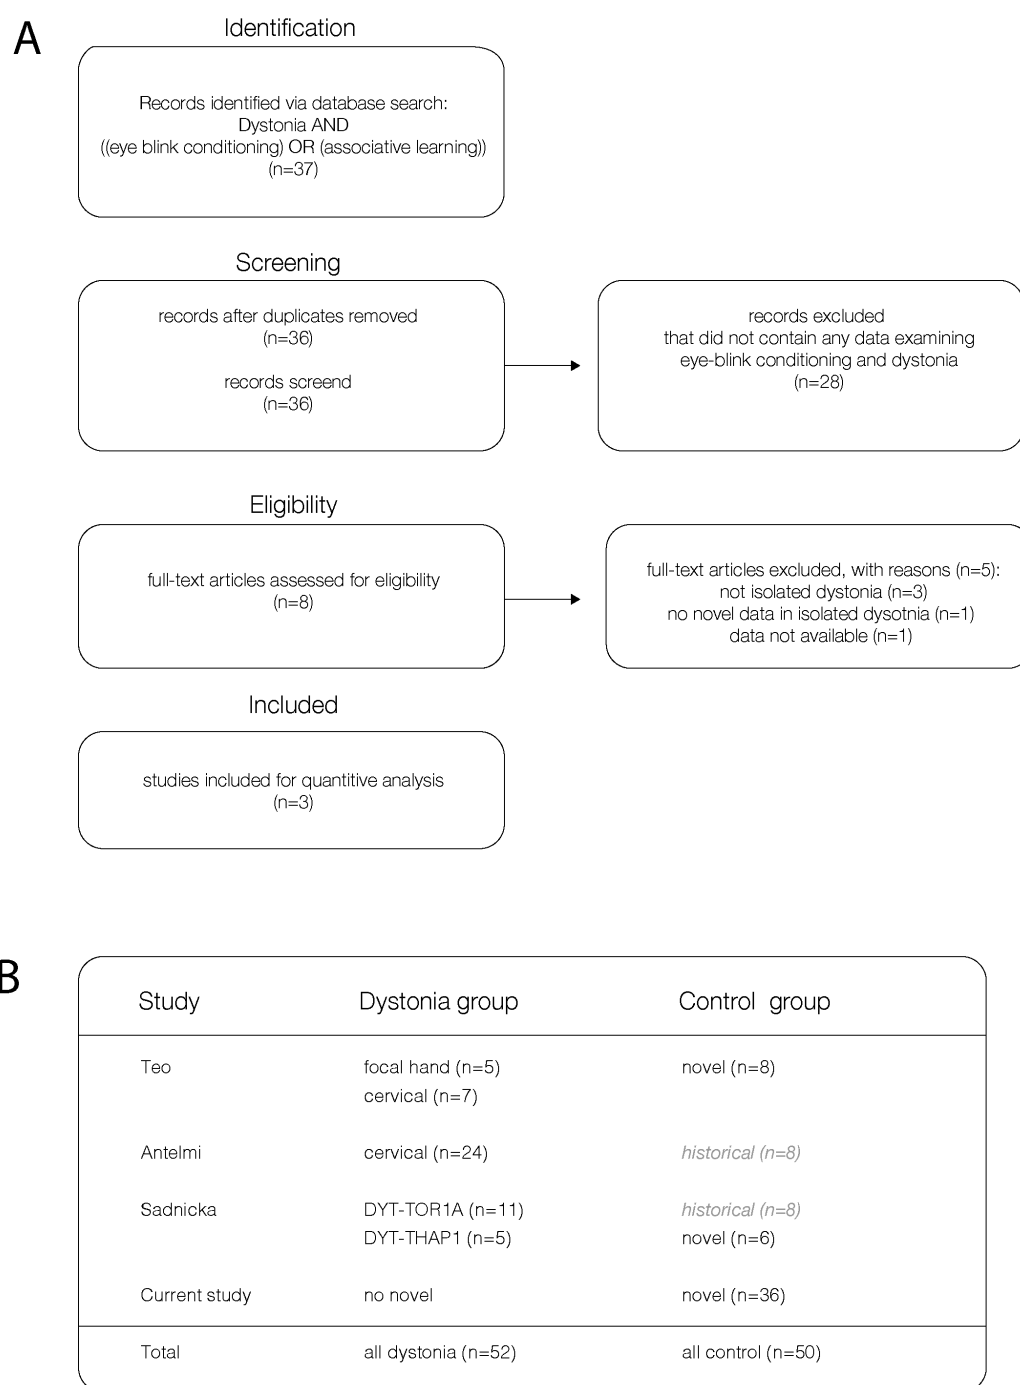 A
Identification
Records identified via database search:
Dystonia AND
((eye blink conditioning) OR (associative learning))
(n=37)
Screening
records after duplicates removed
(n=36)
records screend
(n=36)
records excluded
that did not contain any data examining
eye-blink conditioning and dystonia
(n=28)
Eligibility
full-text articles assessed for eligibility
(n=8)
full-text articles excluded, with reasons (n=5):
not isolated dystonia (n=3)
no novel data in isolated dysotnia (n=1)
data not available (n=1)
Included
studies included for quantitive analysis
(n=3)
B
Study Dystonia group Control group
Teo focal hand (n=5) novel (n=8)
cervical (n=7)
Antelmi cervical (n=24) historical (n=8)
Sadnicka DYT-TOR1A (n=11) historical (n=8)
DYT-THAP1 (n=5) novel (n=6)
Current study no novel novel (n=36)
Total all dystonia (n=52) all control (n=50)